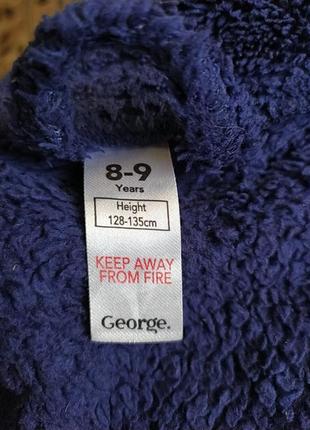 8-9
Years
Height
128-135cm
KEEP AWAY
FROM FIRE
George.